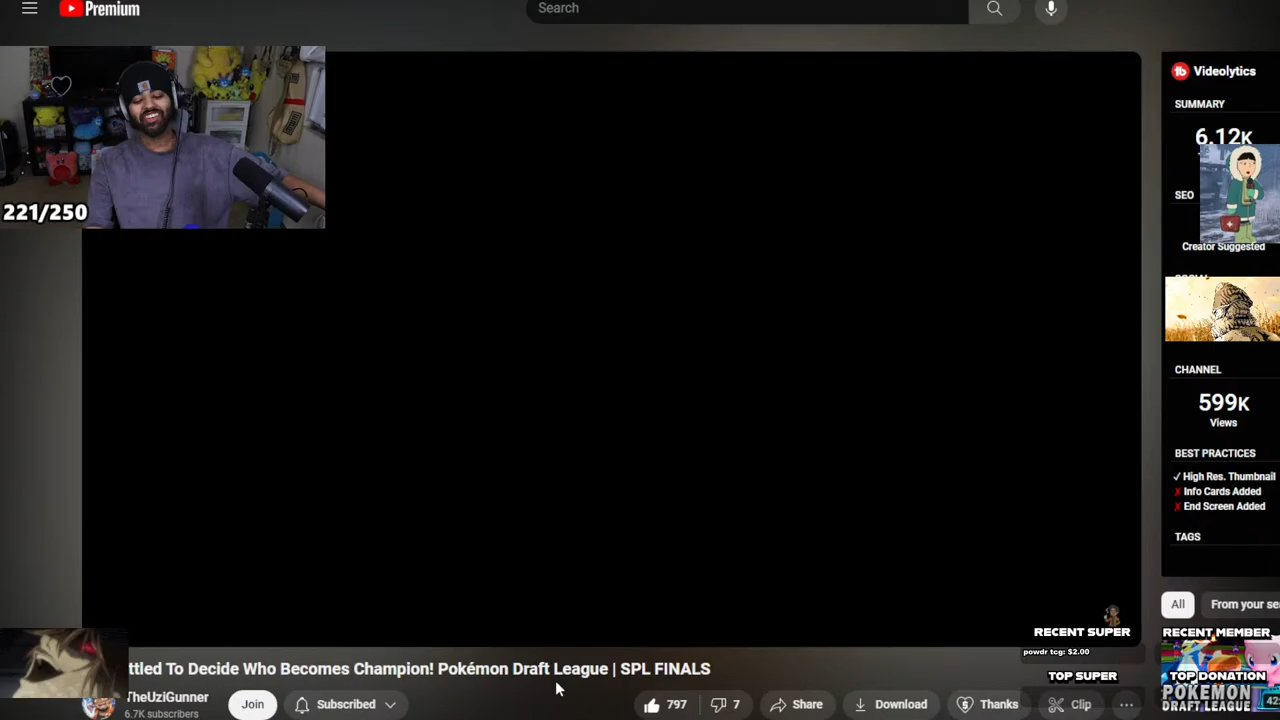 Premium
Search
221/250
Videolytics
SUMMARY
6.12K
SEO
Creator Suggested
CHANNEL
599K
Views
BEST PRACTICES
✓ High Res. Thumbnail
✗ Info Cards Added
✗ End Screen Added
TAGS
All
From your se
RECENT SUPER
powdr tcg: $2.00
TOP SUPER
RECENT MEMBER
TOP DONATION
POKEMON
DRAFT LEAGUE
ttled To Decide Who Becomes Champion! Pokémon Draft League | SPL FINALS
TheUziGunner
6.7K subscribers
Join
Subscribed
797
7
Share
Download
Thanks
Clip